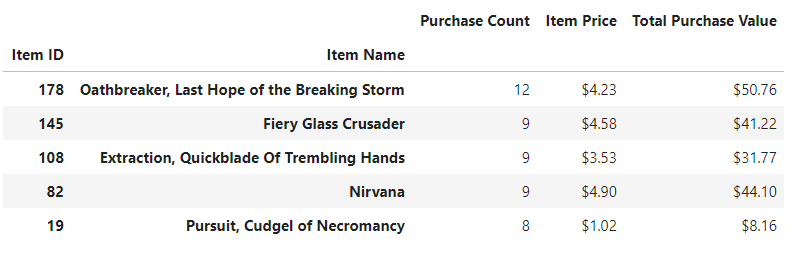 Purchase Count Item Price Total Purchase Value
Item ID Item Name
178 Oathbreaker, Last Hope of the Breaking Storm 12 $4.23 $50.76
145 Fiery Glass Crusader 9 $4.58 $41.22
108 Extraction, Quickblade Of Trembling Hands 9 $3.53 $31.77
82 Nirvana 9 $4.90 $44.10
19 Pursuit, Cudgel of Necromancy 8 $1.02 $8.16